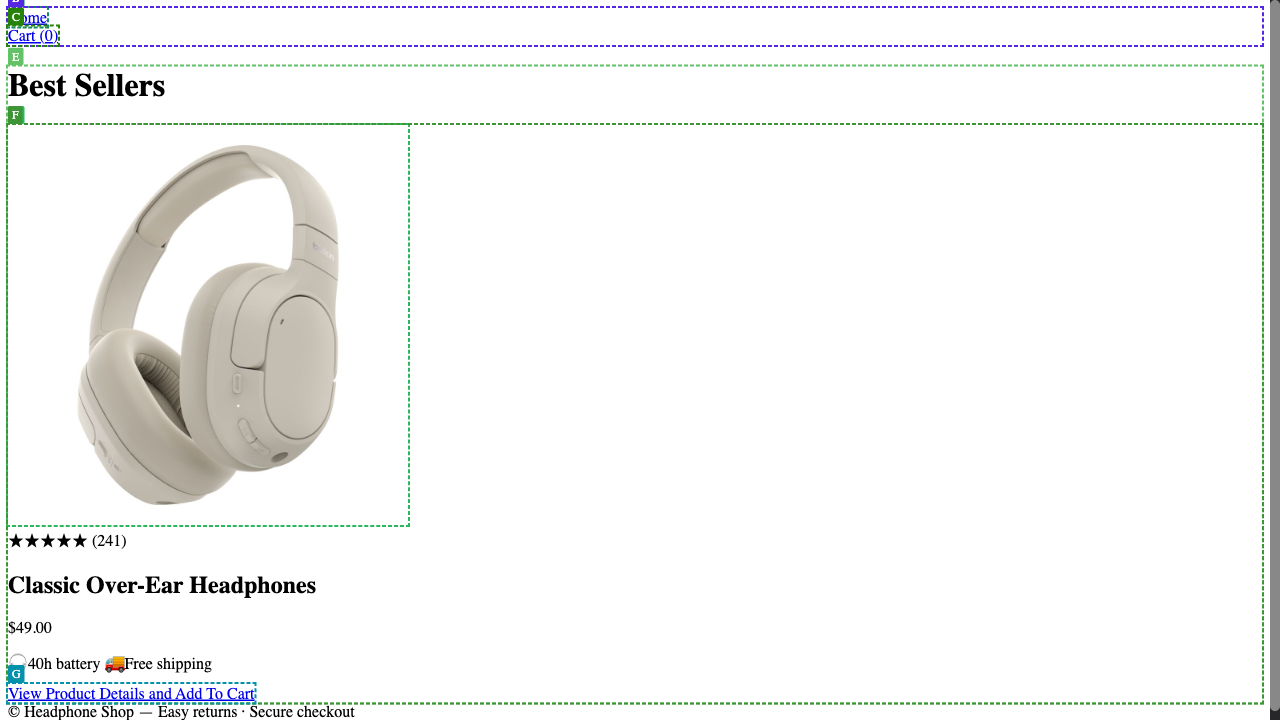 C ome
Cart (0)
E
Best Sellers
F
★★★★★ (241)
Classic Over-Ear Headphones
$49.00
40h battery 🚚Free shipping
G
View Product Details and Add To Cart
© Headphone Shop — Easy returns · Secure checkout